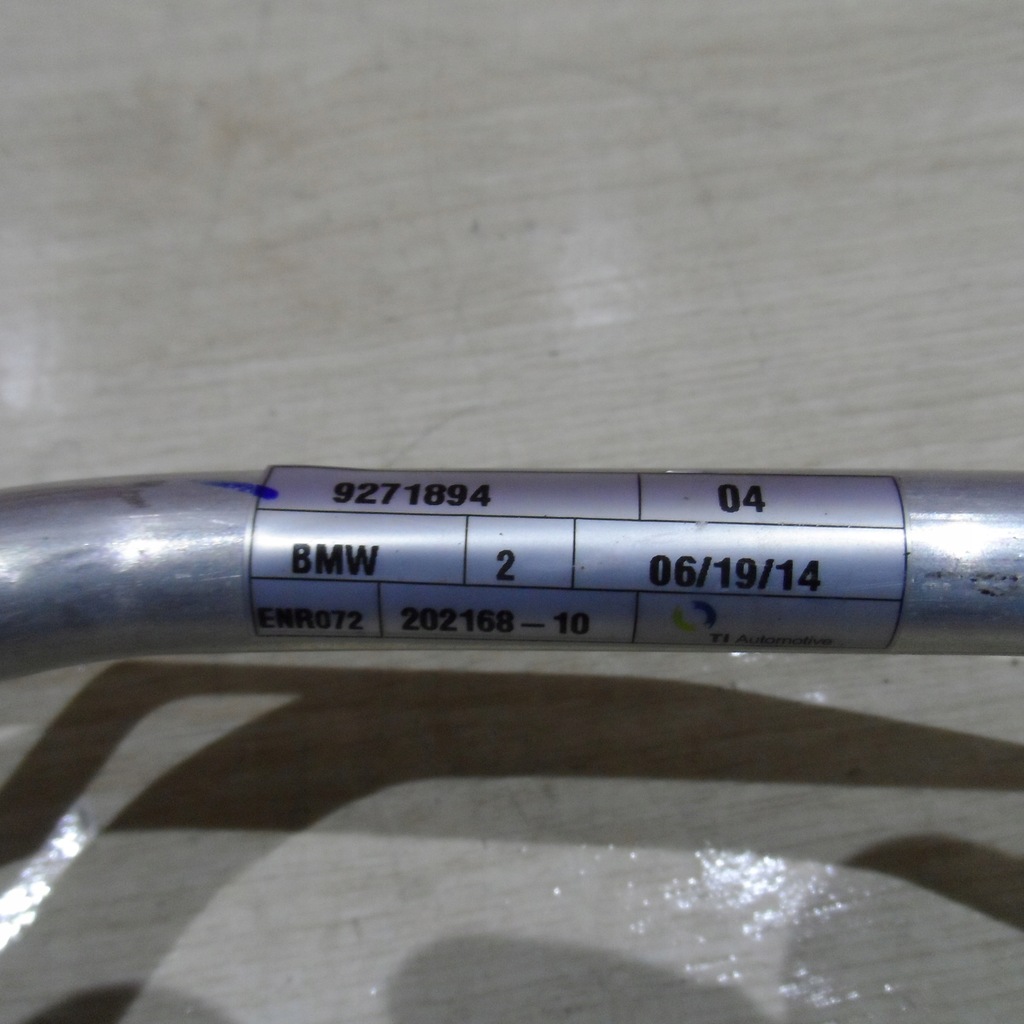 9271894 04
BMW 2 06/19/14
ENR072 202168-10 TI Automotive